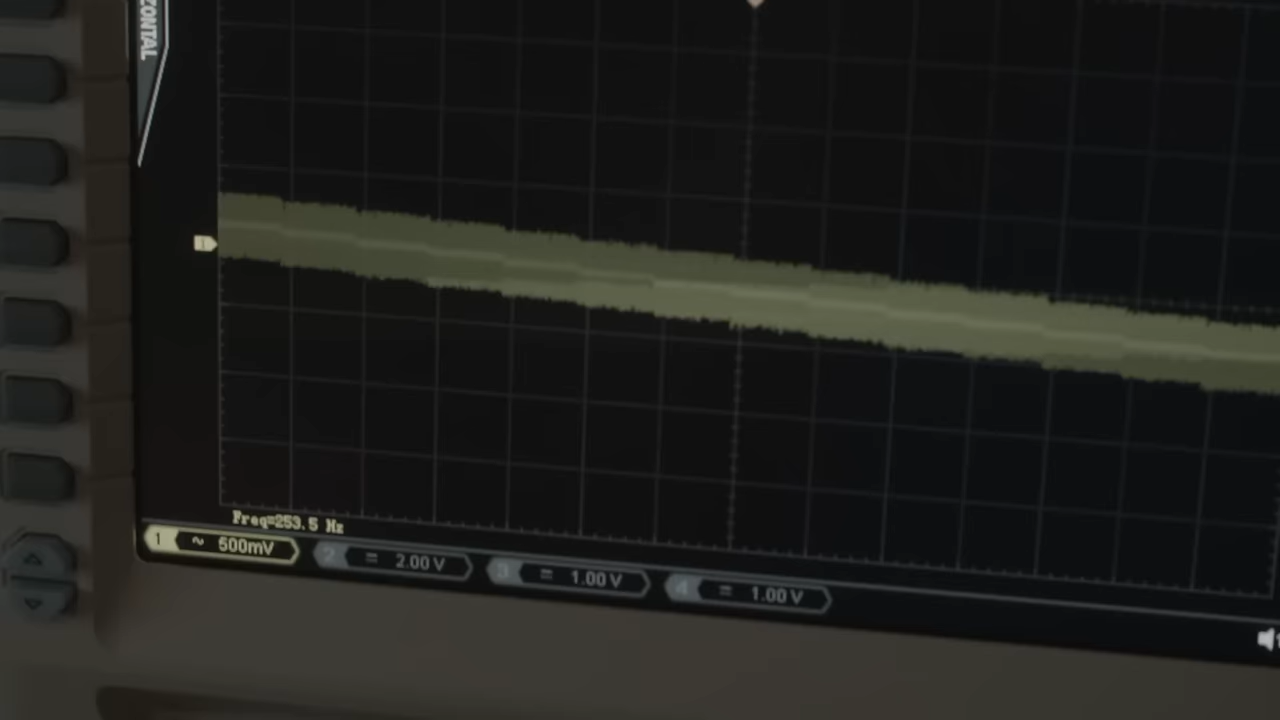 ZONTAL
1
Freq=253.5 Hz
1 ~ 500mV 2 = 2.00 V 3 = 1.00 V 4 = 1.00 V